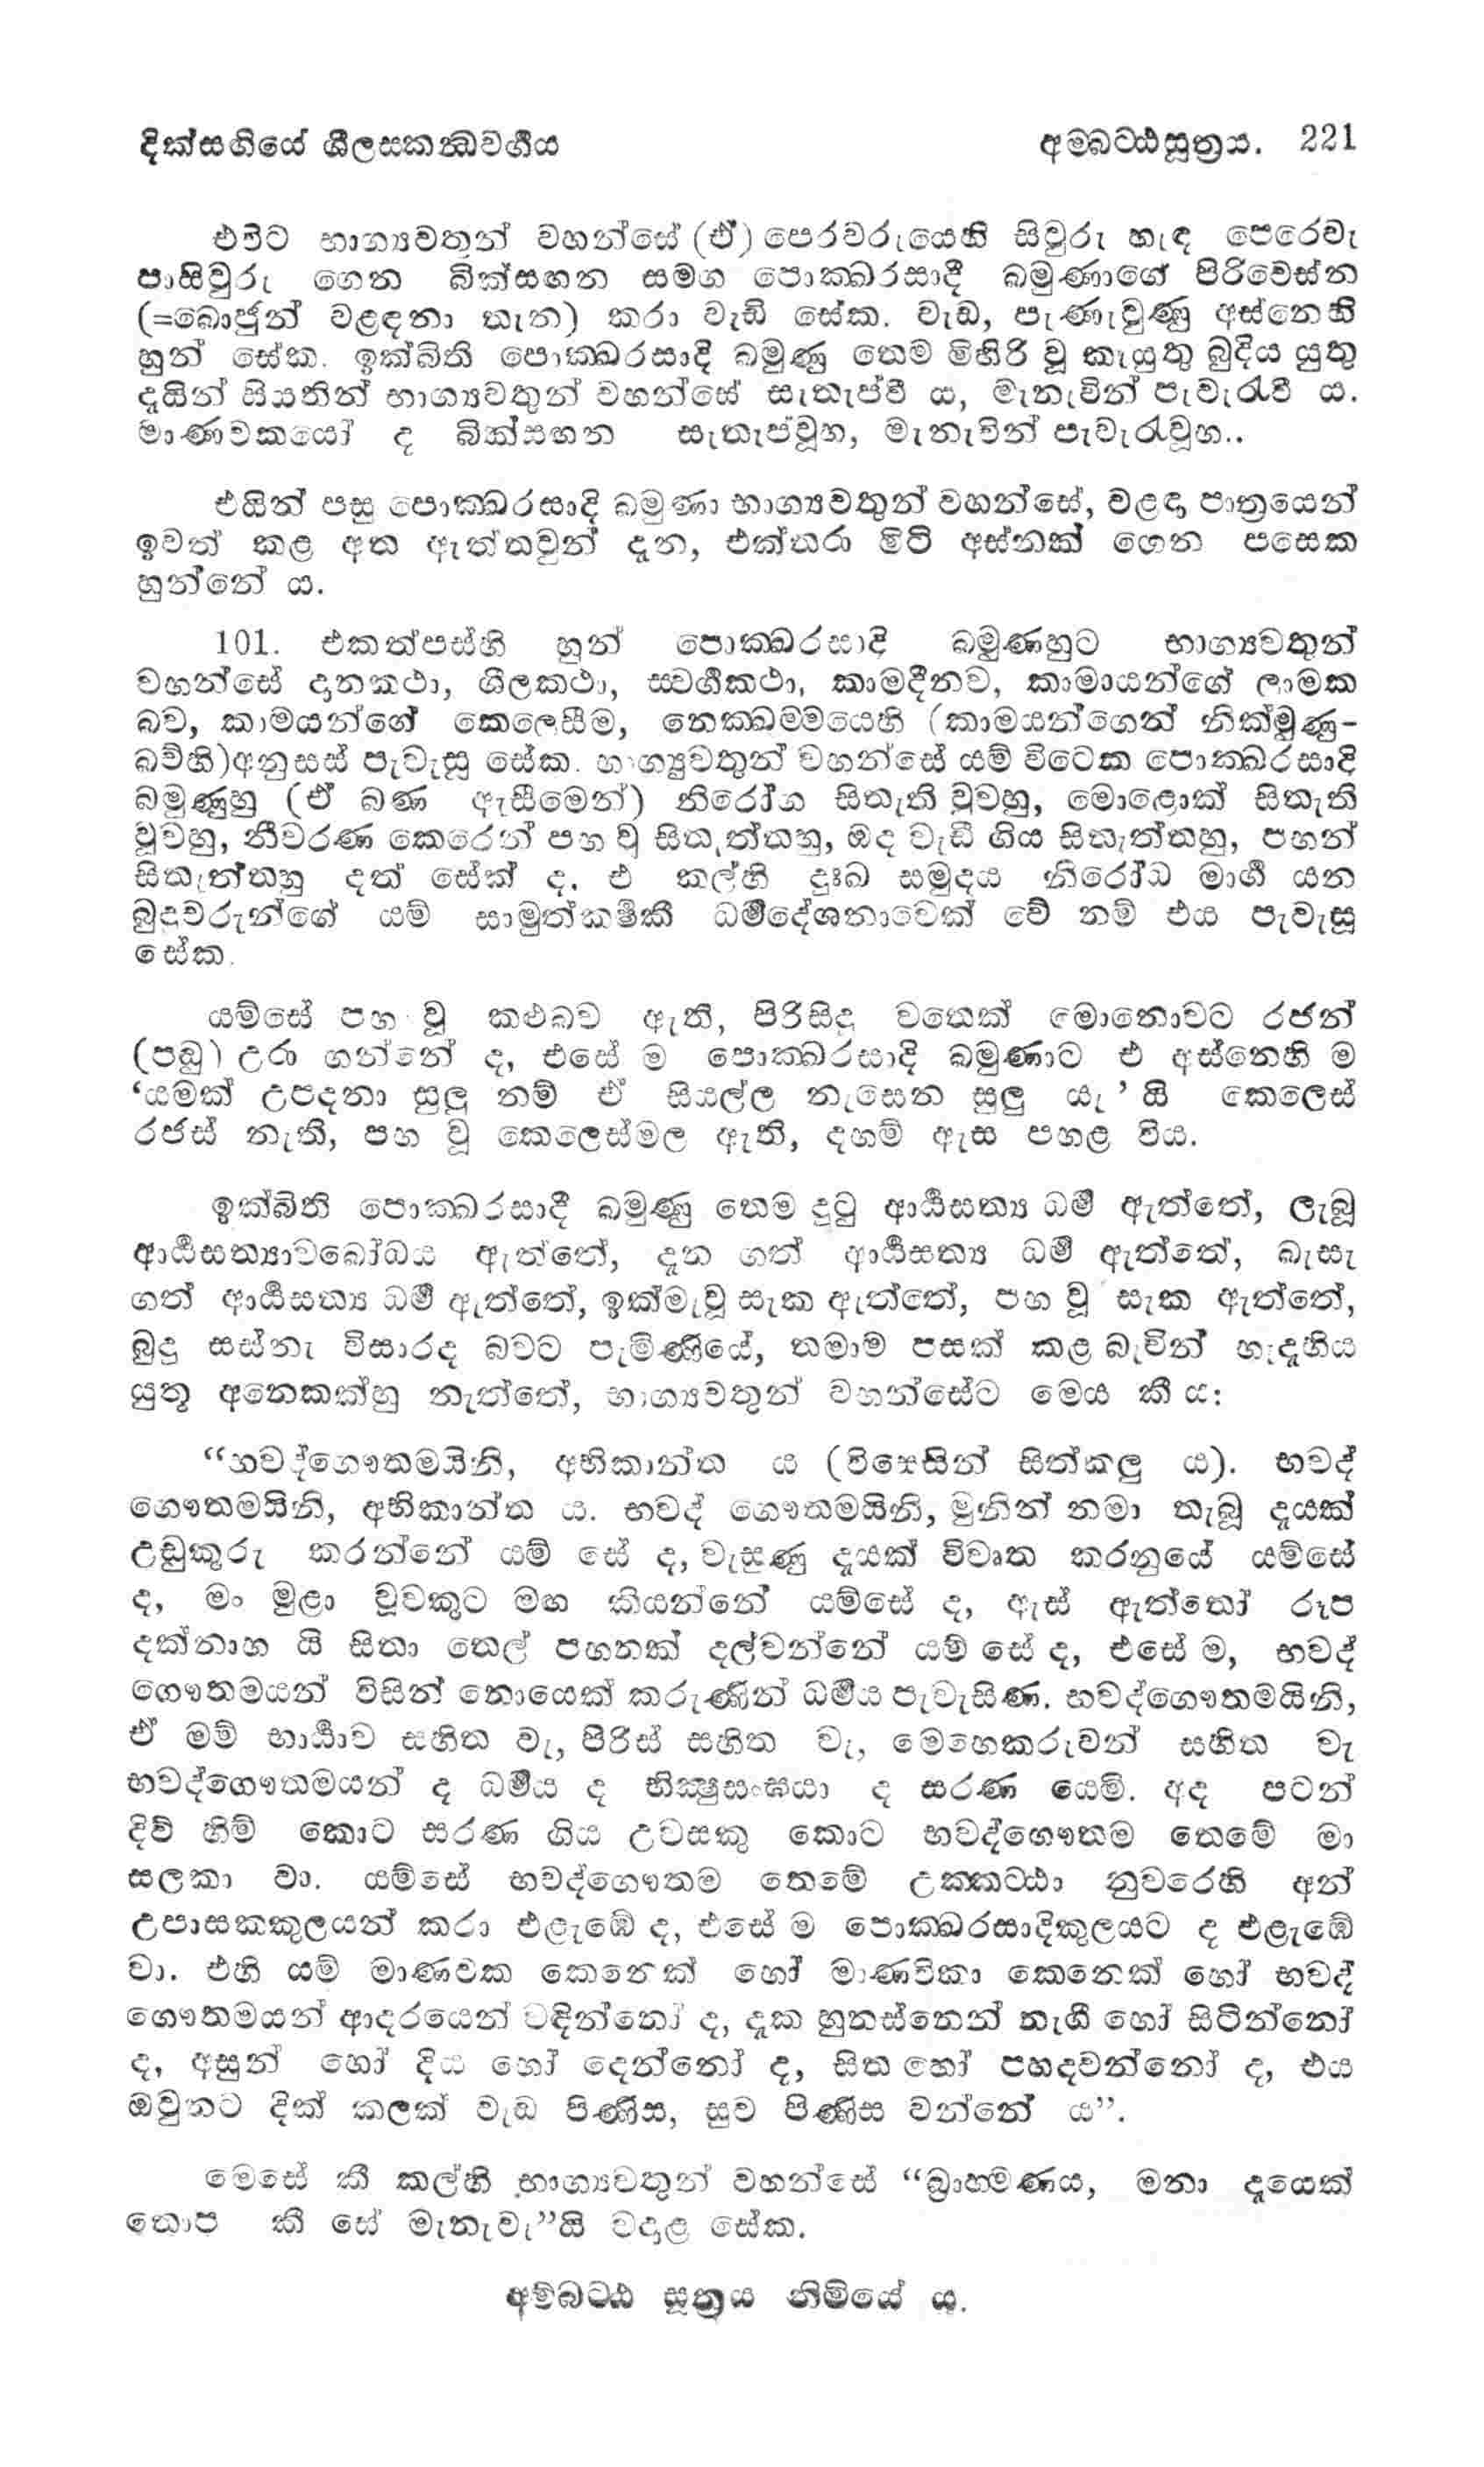 දික්සඟියේ ශීලසකන්‍ධවර්‍ගය අම්බට්ඨසූත්‍රය. 221
එවිට භාග්‍යවතුන් වහන්සේ (ඒ) පෙරවරුයෙහි සිවුරු හැඳ පෙරෙවැ
පාසිවුරු ගෙන බික්සඟන සමග පොක්ඛරසාදී බමුණාගේ පිරිවෙස්න
(=බොජුන් වළඳනා තැන) කරා වැඩි සේක. වැඩ, පැණැවුණු අස්නෙහි
හුන් සේක. ඉක්බිති පොක්ඛරසාදි බමුණු තෙම මිහිරි වූ කෑයුතු බුදිය යුතු
දෑයින් සියතින් භාග්‍යවතුන් වහන්සේ සැතැප්වී ය, මැනැවින් පැවැරැවී ය.
මාණවකයෝ ද බික්සඟන සැතැප්වූහ, මැනැවින් පැවැරැවූහ..
එයින් පසු පොක්ඛරසාදි බමුණා භාග්‍යවතුන් වහන්සේ, වළඳා පාත්‍රයෙන්
ඉවත් කළ අත ඇත්තවුන් දැන, එක්තරා මිටි අස්නක් ගෙන පසෙක
හුන්නේ ය.
101. එකත්පස්හි හුන් පොක්ඛරසාදි බමුණහුට භාග්‍යවතුන්
වහන්සේ දානකථා, ශීලකථා, ස්වර්‍ගකථා, කාමාදීනව, කාමායන්ගේ ලාමක
බව, කාමයන්ගේ කෙලෙසීම, නෙක්ඛම්මයෙහි (කාමයන්ගෙන් නික්මුණු-
බව්හි)අනුසස් පැවැසූ සේක. භාග්‍යවතුන් වහන්සේ යම් විටෙක පොක්ඛරසාදි
බමුණුහු (ඒ බණ ඇසීමෙන්) නිරෝග සිතැති වූවහු, මොළොක් සිතැති
වූවහු, නීවරණ කෙරෙන් පහ වූ සිතැත්තහු, ඔද වැඩී ගිය සිතැත්තහු, පහන්
සිතැත්තහු දත් සේක් ද, එ කල්හි දුඃඛ සමුදය නිරෝධ මාර්‍ග යන
බුදුවරුන්ගේ යම් සාමුත්කර්‍ෂිකී ධර්‍මදේශනාවෙක් වේ නම් එය පැවැසූ
සේක.
යම්සේ පහ වූ කළුබව ඇති, පිරිසිදු වතෙක් මොනොවට රජන්
(පඬු) උරා ගන්නේ ද, එසේ ම පොක්ඛරසාදි බමුණාට එ අස්නෙහි ම
‘යමක් උපදනා සුලු නම් ඒ සියල්ල නැසෙන සුලු යැ’ යි කෙලෙස්
රජස් නැති, පහ වූ කෙලෙස්මල ඇති, දහම් ඇස පහළ විය.
ඉක්බිති පොක්ඛරසාදී බමුණු තෙම දුටු ආර්‍ය්‍යසත්‍ය ධර්‍ම ඇත්තේ, ලැබූ
ආර්‍ය්‍යසත්‍යාවබෝධය ඇත්තේ, දැන ගත් ආර්‍ය්‍යසත්‍ය ධර්‍ම ඇත්තේ, බැසැ
ගත් ආර්‍ය්‍යසත්‍ය ධර්‍ම ඇත්තේ, ඉක්මැවූ සැක ඇත්තේ, පහ වූ සැක ඇත්තේ,
බුදු සස්නැ විසාරද බවට පැමිණියේ, තමාම පසක් කළ බැවින් හැදෑහිය
යුතු අනෙකක්හු නැත්තේ, භාග්‍යවතුන් වහන්සේට මෙය කී ය:
“භවද්ගෞතමයිනි, අභිකාන්ත ය (විසෙසින් සිත්කලු ය). භවද්
ගෞතමයිනි, අභිකාන්ත ය. භවද් ගෞතමයිනි, මුනින් නමා තැබූ දැයක්
උඩුකුරු කරන්නේ යම් සේ ද, වැසුණු දැයක් විවෘත කරනුයේ යම්සේ
ද, මං මුළා වූවකුට මඟ කියන්නේ යම්සේ ද, ඇස් ඇත්තෝ රූප
දක්නාහ යි සිතා තෙල් පහනක් දල්වන්නේ යම් සේ ද, එසේ ම, භවද්
ගෞතමයන් විසින් නොයෙක් කරුණින් ධර්‍මය පැවැසිණ. භවද්ගෞතමයිනි,
ඒ මම් භාර්‍ය්‍යාව සහිත වැ, පිරිස් සහිත වැ, මෙහෙකරුවන් සහිත වැ
භවද්ගෞතමයන් ද ධර්‍මය ද භික්‍ෂුසංඝයා ද සරණ යෙමි. අද පටන්
දිවි හිම් කොට සරණ ගිය උවසකු කොට භවද්ගෞතම තෙමේ මා
සලකා වා. යම්සේ භවද්ගෞතම තෙමේ උක්කට්ඨා නුවරෙහි අන්
උපාසකකුලයන් කරා එළැඹේ ද, එසේ ම පොක්ඛරසාදිකුලයට ද එළැඹේ
වා. එහි යම් මාණවක කෙනෙක් හෝ මාණවිකා කෙනෙක් හෝ භවද්
ගෞතමයන් ආදරයෙන් වඳින්නෝ ද, දැක හුනස්නෙන් නැගී හෝ සිටින්නෝ
ද, අසුන් හෝ දිය හෝ දෙන්නෝ ද, සිත හෝ පහදවන්නෝ ද, එය
ඔවුනට දික් කලක් වැඩ පිණිස, සුව පිණිස වන්නේ ය”.
මෙසේ කී කල්හි භාග්‍යවතුන් වහන්සේ “බ්‍රාහ්මණය, මනා දෑයෙක්
තොප කී සේ මැනැවැ”යි වදාළ සේක.
අම්බට්ඨ සූත්‍රය නිමියේ ය.